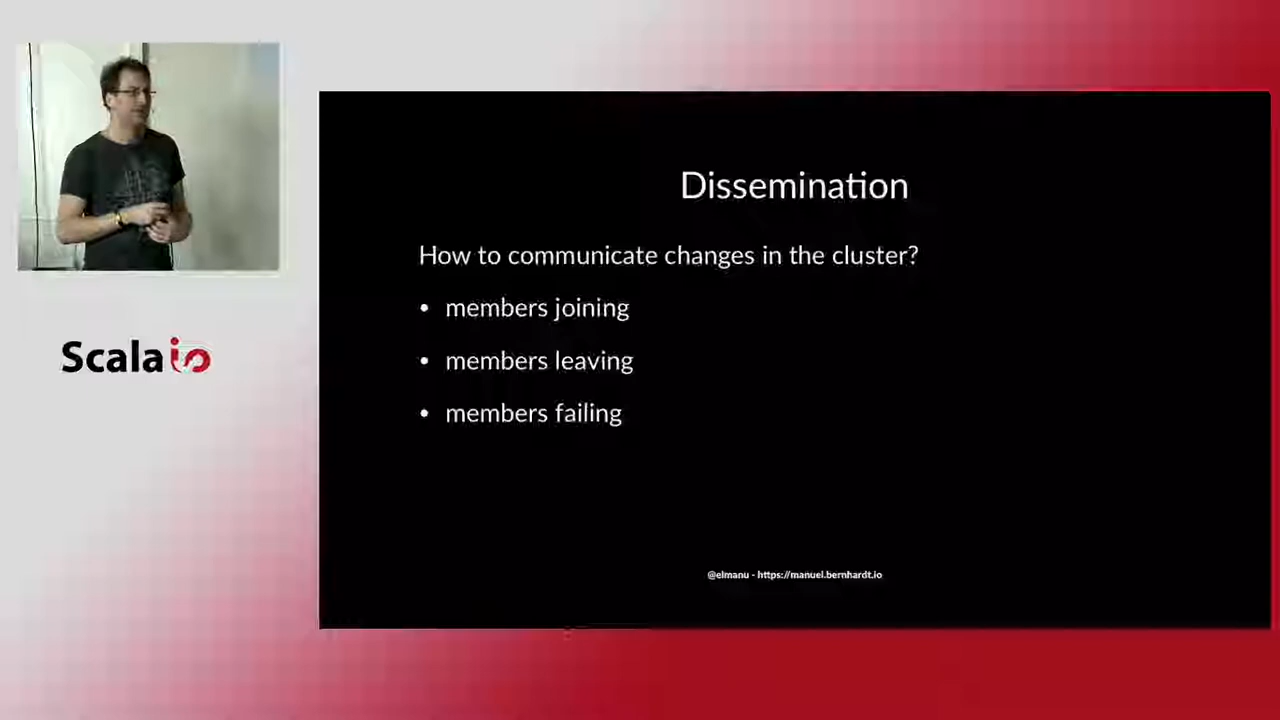 Scala io
Dissemination
How to communicate changes in the cluster?
• members joining
• members leaving
• members failing
@elmanu - https://manuel.bernhardt.io